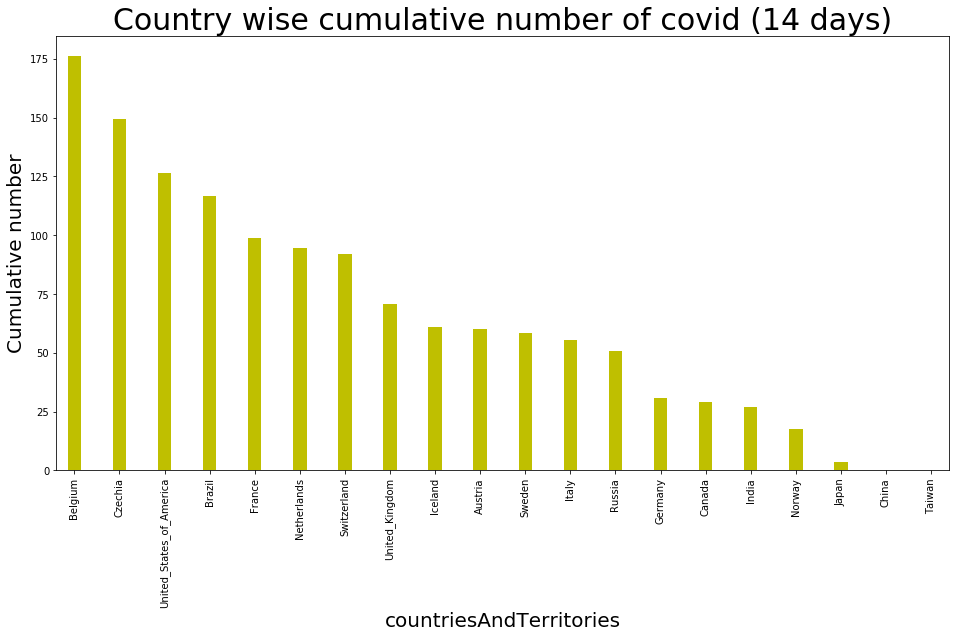 Country wise cumulative number of covid (14 days)
Cumulative number
175
150
125
100
75
50
25
0
Belgium
Czechia
United_States_of_America
Brazil
France
Netherlands
Switzerland
United_Kingdom
Iceland
Austria
Sweden
Italy
Russia
Germany
Canada
India
Norway
Japan
China
Taiwan
countriesAndTerritories